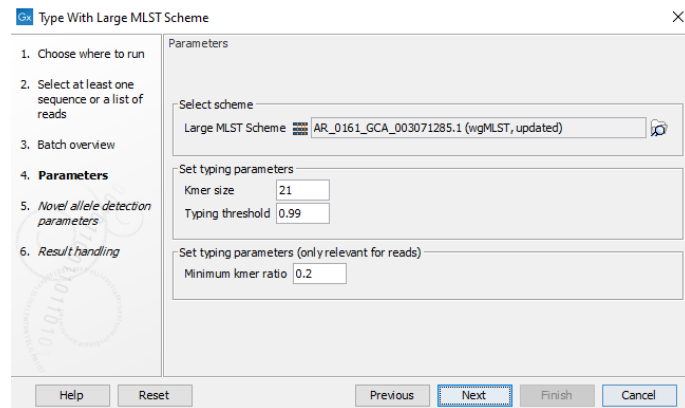 Gx Type With Large MLST Scheme
1. Choose where to run
2. Select at least one
sequence or a list of
reads
3. Batch overview
4. Parameters
5. Novel allele detection
parameters
6. Result handling
Parameters
Select scheme
Large MLST Scheme AR_0161_GCA_003071285.1 (wgMLST, updated)
Set typing parameters
Kmer size 21
Typing threshold 0.99
Set typing parameters (only relevant for reads)
Minimum kmer ratio 0.2
Help Reset Previous Next Finish Cancel